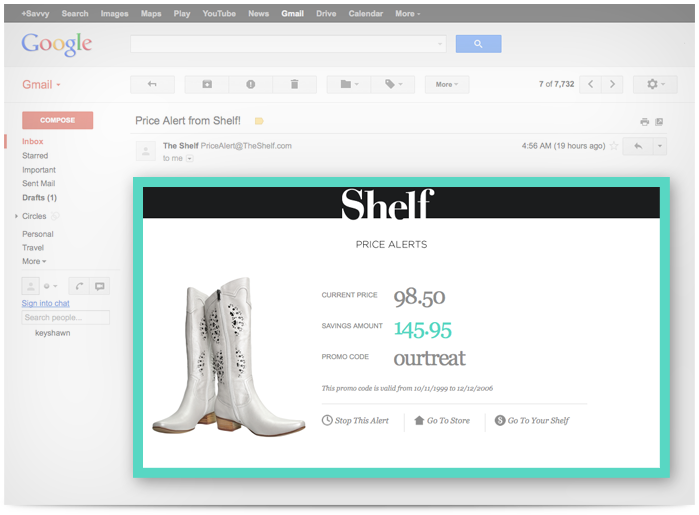 +Savvy Search Images Maps Play YouTube News Gmail Drive Calendar More
Google
Gmail
More
7 of 7,732
COMPOSE
Price Alert from Shelf!
Inbox
Starred
Important
Sent Mail
Drafts (1)
Circles
Personal
Travel
More
The Shelf PriceAlert@TheShelf.com
4:56 AM (19 hours ago)
to me
Sign into chat
Search people...
keyshawn
Shelf
PRICE ALERTS
CURRENT PRICE 98.50
SAVINGS AMOUNT 145.95
PROMO CODE ourtreat
This promo code is valid from 10/11/1999 to 12/12/2006
Stop This Alert Go To Store Go To Your Shelf